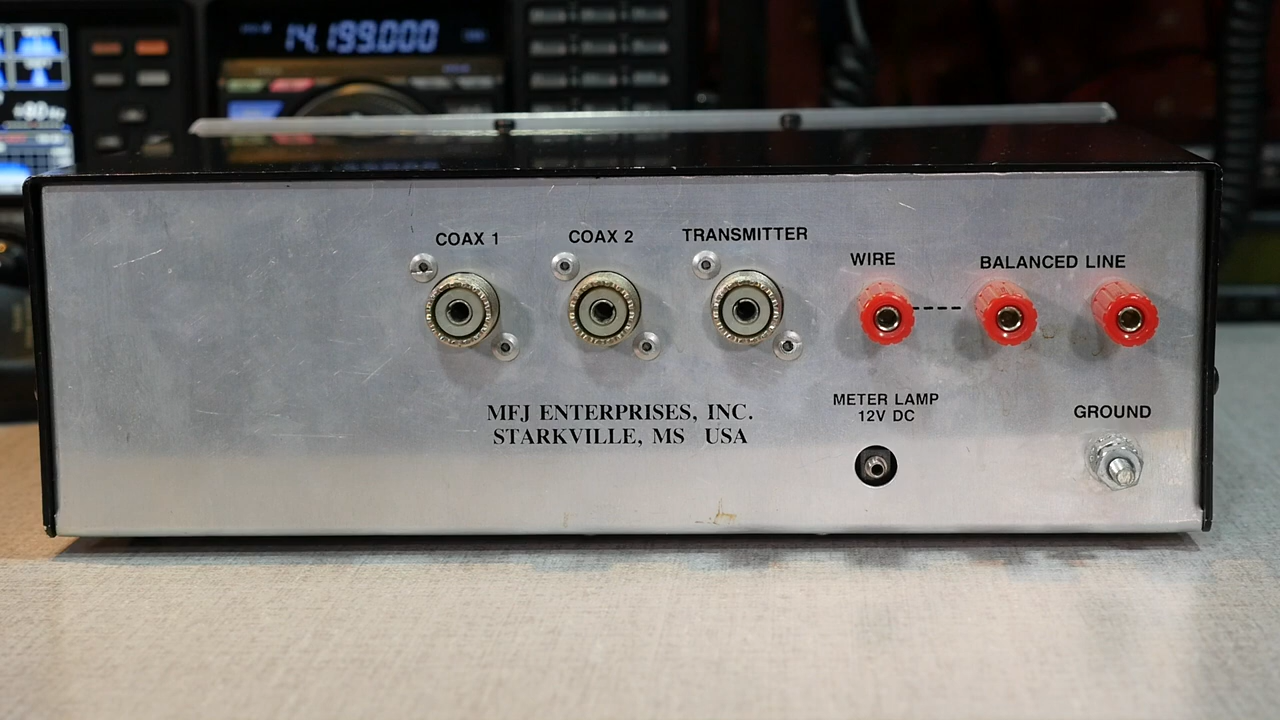 14.199.000
COAX 1
COAX 2
TRANSMITTER
WIRE
BALANCED LINE
METER LAMP
12V DC
GROUND
MFJ ENTERPRISES, INC.
STARKVILLE, MS USA